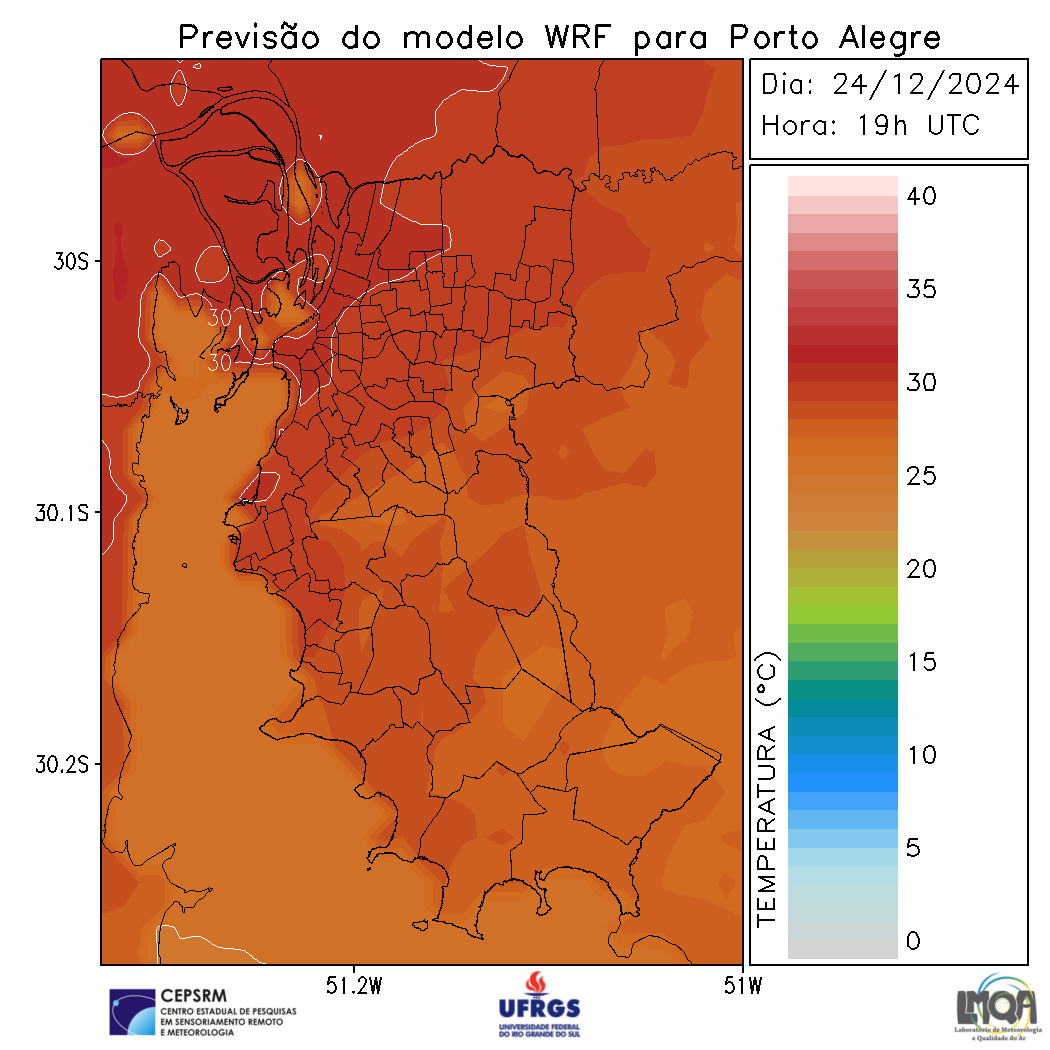 Previsão do modelo WRF para Porto Alegre
Dia: 24/12/2024
Hora: 19h UTC
40
35
30
25
20
15
10
5
0
TEMPERATURA (°C)
30S
30.1S
30.2S
30
30
51.2W
51W
CEPSRM
CENTRO ESTADUAL DE PESQUISAS
EM SENSORIAMENTO REMOTO
E METEOROLOGIA
UFRGS
UNIVERSIDADE FEDERAL
DO RIO GRANDE DO SUL
LMQA
Laboratório de Meteorologia
e Qualidade do Ar